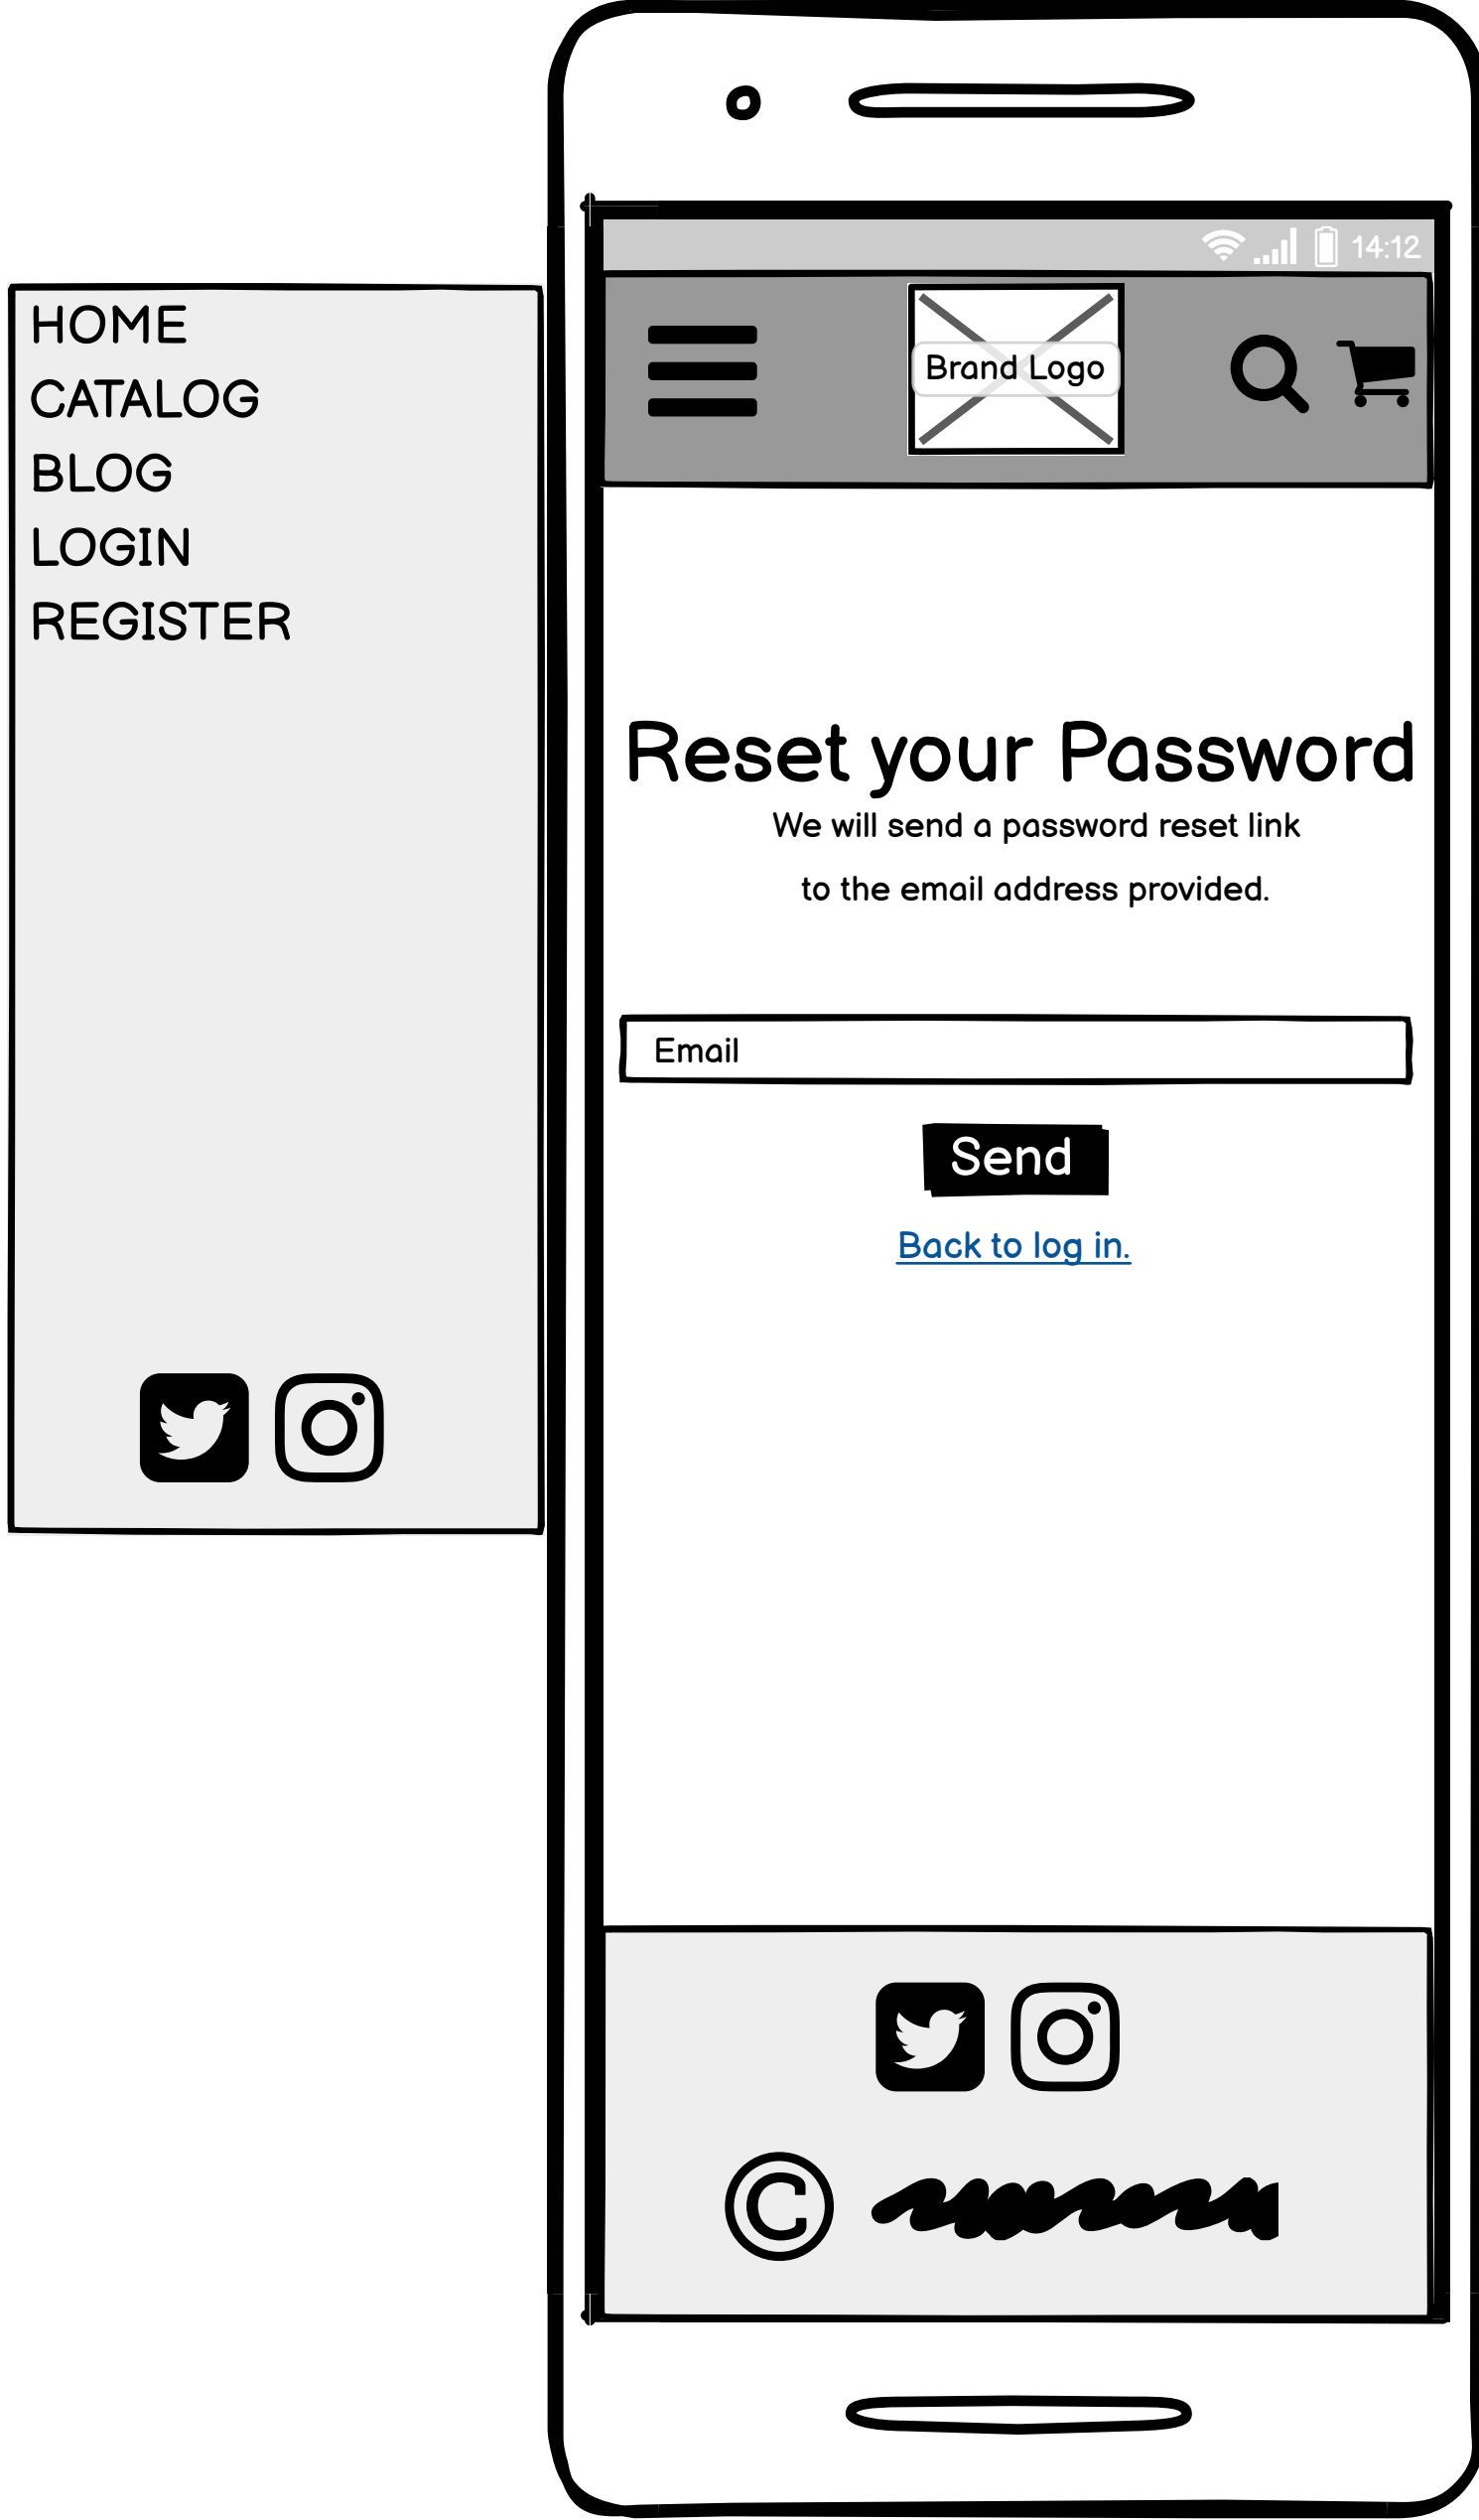 14:12
Brand Logo
HOME
CATALOG
BLOG
LOGIN
REGISTER
Reset your Password
We will send a password reset link
to the email address provided.
Email
Send
Back to log in.
©